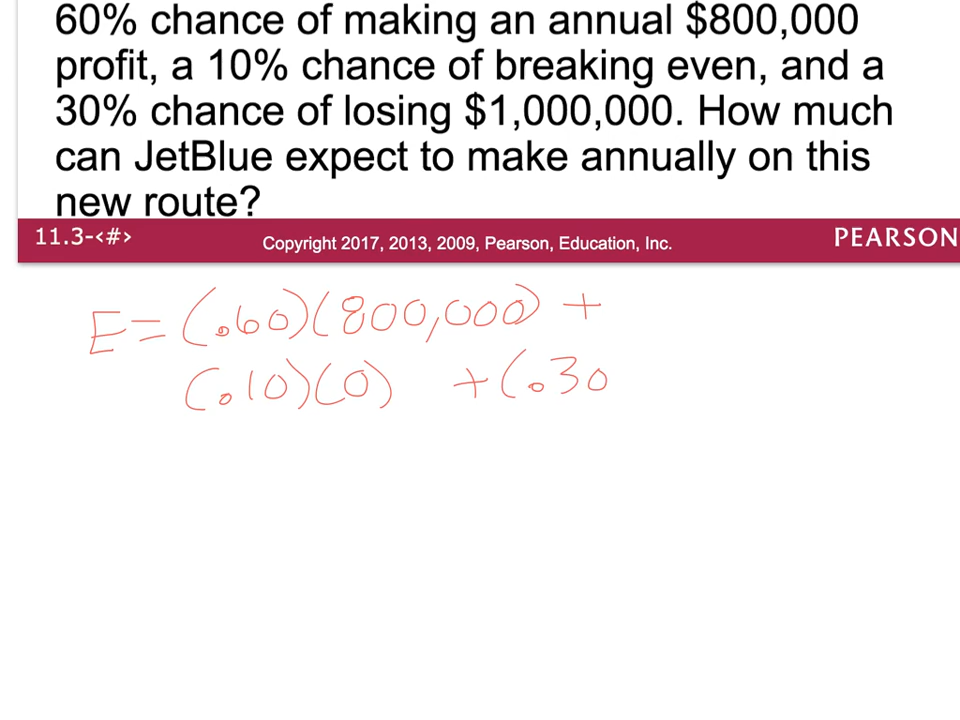 60% chance of making an annual $800,000
profit, a 10% chance of breaking even, and a
30% chance of losing $1,000,000. How much
can JetBlue expect to make annually on this
new route?
11.3-<#> Copyright 2017, 2013, 2009, Pearson, Education, Inc. PEARSON
E = (.60)(800,000) +
(.10)(0) + (.30